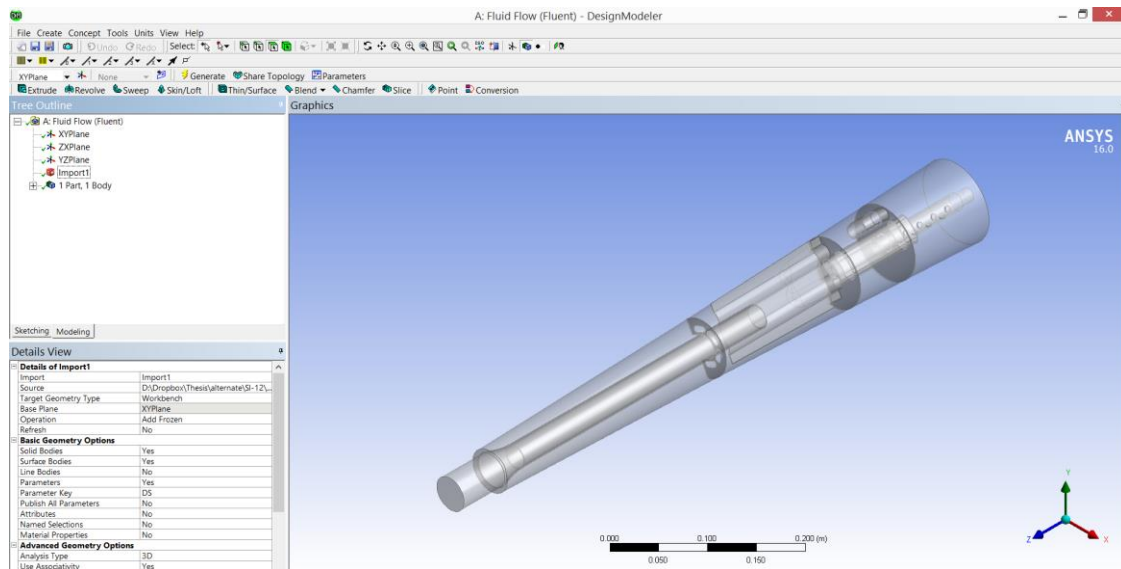 A: Fluid Flow (Fluent) - DesignModeler
File Create Concept Tools Units View Help
Undo Redo Select:
XYPlane None Generate Share Topology Parameters
Extrude Revolve Sweep Skin/Loft Thin/Surface Blend Chamfer Slice Point Conversion
Tree Outline
Graphics
A: Fluid Flow (Fluent)
XYPlane
ZXPlane
YZPlane
Import1
1 Part, 1 Body
Sketching Modeling
Details View
Details of Import1
Import Import1
Source D:\Dropbox\Thesis\alternate\SI-12\...
Target Geometry Type Workbench
Base Plane XYPlane
Operation Add Frozen
Refresh No
Basic Geometry Options
Solid Bodies Yes
Surface Bodies Yes
Line Bodies No
Parameters Yes
Parameter Key DS
Publish All Parameters No
Attributes No
Named Selections No
Material Properties No
Advanced Geometry Options
Analysis Type 3D
Use Associativity Yes
ANSYS
16.0
0.000 0.100 0.200 (m)
0.050 0.150
Y
Z X